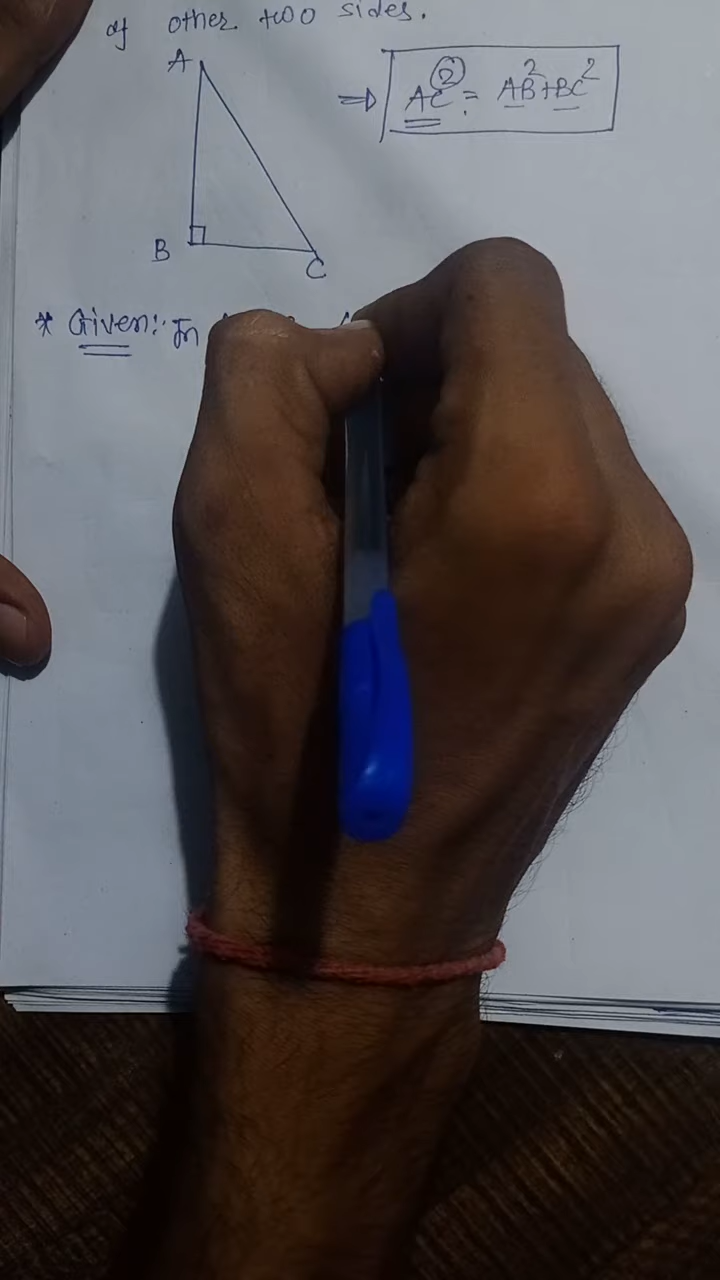 of other two sides.
A
⇒ AC² = AB²+BC²
B
C
* Given:- In